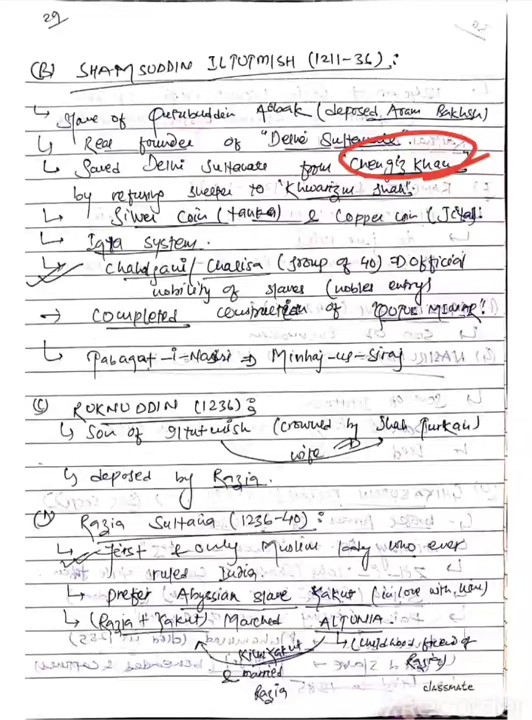 29
(B) SHAMSUDDIN ILTUTMISH (1211-36):
↳ Slave of Qutubuddin Aibak (deposed Aram Bakhsh)
↳ Real founder of "Delhi Sultanate"
↳ Saved Delhi Sultanate from "Chengiz Khan"
by refusing shelter to "Khwarizm Shah"
↳ Silver Coin (tanka) & Copper coin (Jital)
↳ Iqta System.
↳ Chahalgani / Chalisa (Group of 40) ⇒ Official
nobility of slaves (nobles entry)
→ Completed construction of "QUTUB MINAR".
↳ Tabaqat-i-Nasiri ⇒ Minhaj-us-Siraj
(C) RUKNUDDIN (1236):
↳ Son of Iltutmish (crowned by Shah Turkan)
wife
↳ deposed by Razia.
(D) Razia Sultana (1236-40):
↳ First & only Muslim lady who ever
ruled India.
↳ prefer Abyssian slave Yakut (in love with him)
↳ (Razia + Yakut) Marched ALTUNIA
↳ (childhood friend of
Razia)
Killed Yakut
& married
Razia
classmate